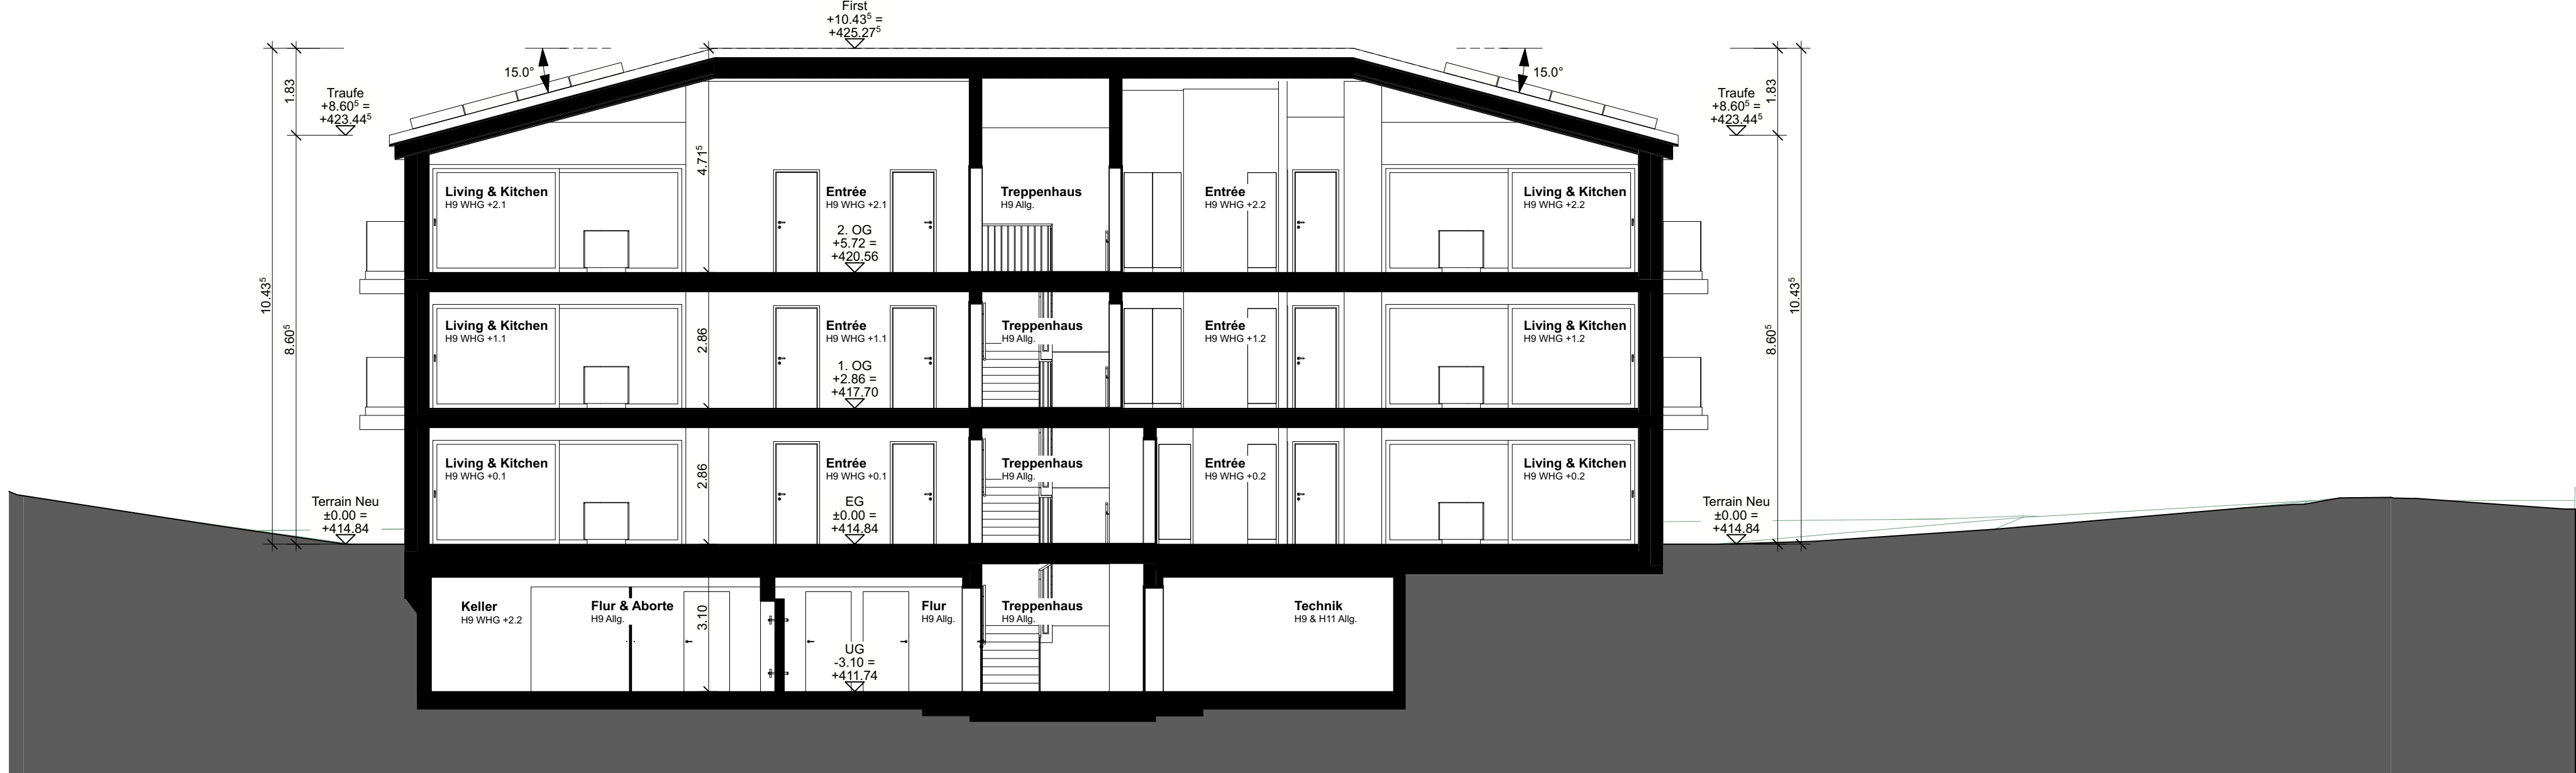 First
+10.43⁵ =
+425.27⁵
15.0°
15.0°
1.83
1.83
Traufe
+8.60⁵ =
+423.44⁵
Traufe
+8.60⁵ =
+423.44⁵
10.43⁵
8.60⁵
8.60⁵
10.43⁵
4.71⁵
Living & Kitchen
H9 WHG +2.1
Entrée
H9 WHG +2.1
2. OG
+5.72 =
+420.56
Treppenhaus
H9 Allg.
Entrée
H9 WHG +2.2
Living & Kitchen
H9 WHG +2.2
Living & Kitchen
H9 WHG +1.1
2.86
Entrée
H9 WHG +1.1
1. OG
+2.86 =
+417.70
Treppenhaus
H9 Allg.
Entrée
H9 WHG +1.2
Living & Kitchen
H9 WHG +1.2
Living & Kitchen
H9 WHG +0.1
2.86
Entrée
H9 WHG +0.1
EG
±0.00 =
+414.84
Treppenhaus
H9 Allg.
Entrée
H9 WHG +0.2
Living & Kitchen
H9 WHG +0.2
Terrain Neu
±0.00 =
+414.84
Terrain Neu
±0.00 =
+414.84
Keller
H9 WHG +2.2
Flur & Aborte
H9 Allg.
3.10
Flur
H9 Allg.
UG
-3.10 =
+411.74
Treppenhaus
H9 Allg.
Technik
H9 & H11 Allg.